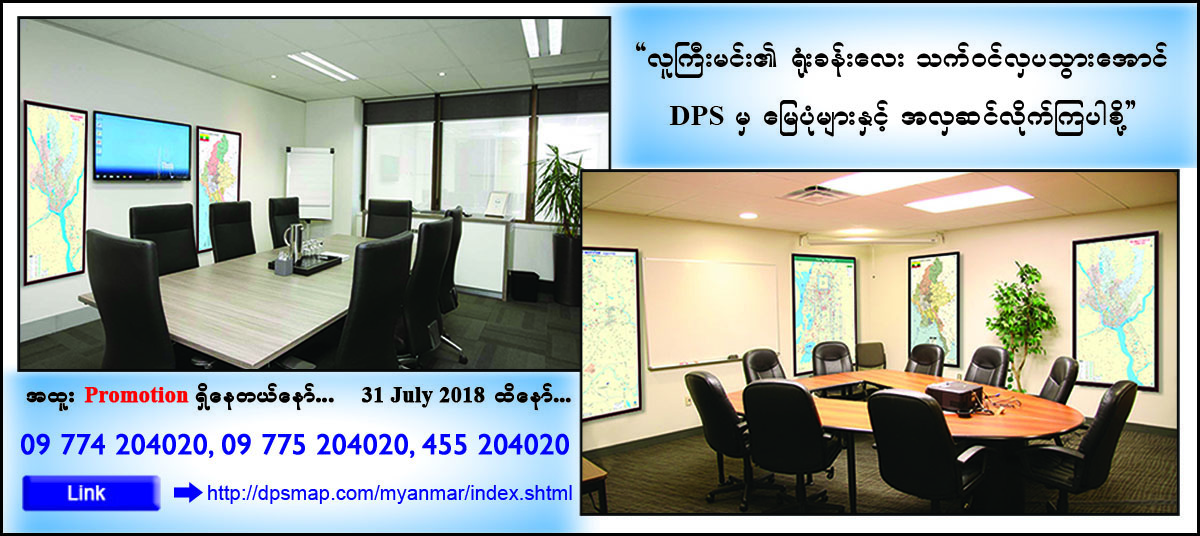 “လူကြီးမင်း၏ ရုံးခန်းလေး သက်ဝင်လှပသွားအောင်
DPS မှ မြေပုံများနှင့် အလှဆင်လိုက်ကြပါစို့”
အထူး Promotion ရှိနေတယ်နော်... 31 July 2018 ထိနော်...
09 774 204020, 09 775 204020, 455 204020
Link http://dpsmap.com/myanmar/index.shtml